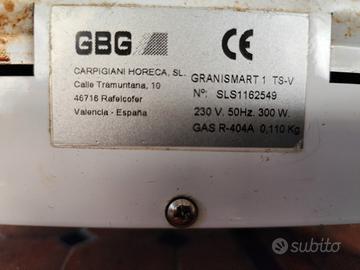 GBG CE
CARPIGIANI HORECA, SL.
Calle Tramuntana, 10
46716 Rafelcofer
Valencia - España
GRANISMART 1 TS-V
Nº: SLS1162549
230 V. 50Hz. 300 W.
GAS R-404A 0,110 Kg
subito